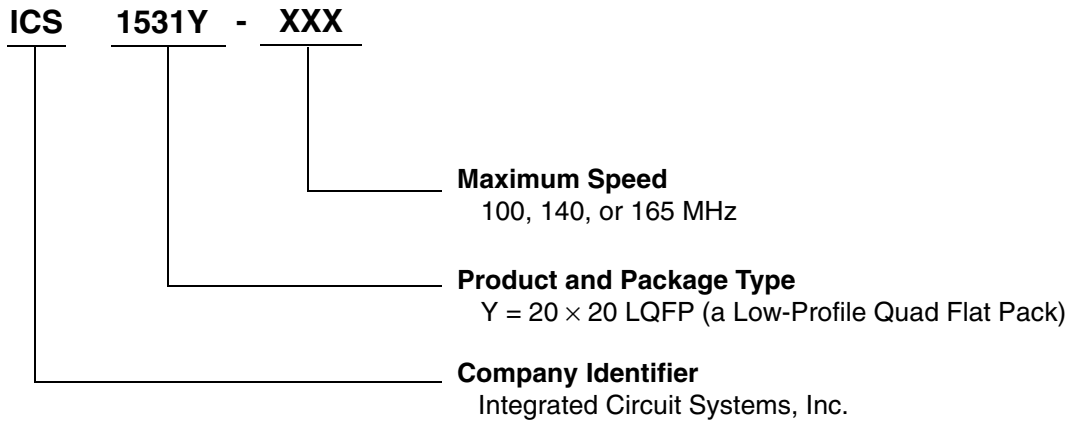 ICS 1531Y - XXX
Maximum Speed
100, 140, or 165 MHz
Product and Package Type
Y = 20 × 20 LQFP (a Low-Profile Quad Flat Pack)
Company Identifier
Integrated Circuit Systems, Inc.